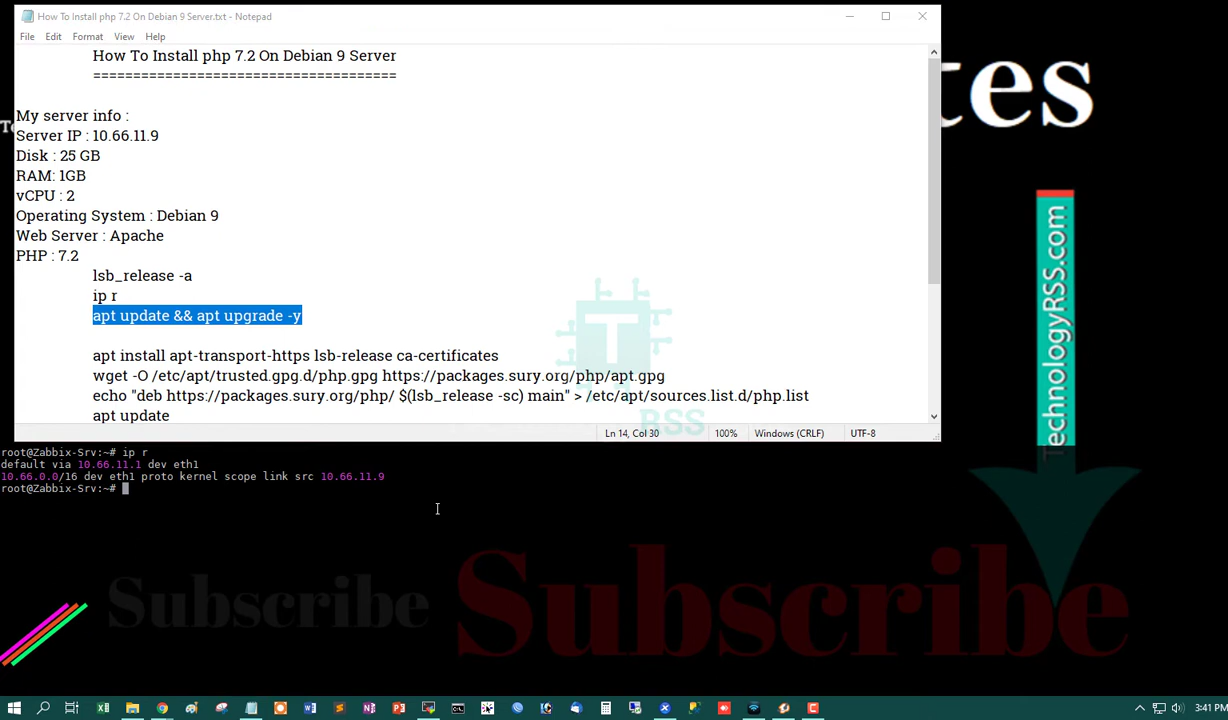 How To Install php 7.2 On Debian 9 Server.txt - Notepad
File Edit Format View Help
How To Install php 7.2 On Debian 9 Server
======================================
My server info :
Server IP : 10.66.11.9
Disk : 25 GB
RAM: 1GB
vCPU : 2
Operating System : Debian 9
Web Server : Apache
PHP : 7.2
lsb_release -a
ip r
apt update && apt upgrade -y
apt install apt-transport-https lsb-release ca-certificates
wget -O /etc/apt/trusted.gpg.d/php.gpg https://packages.sury.org/php/apt.gpg
echo "deb https://packages.sury.org/php/ $(lsb_release -sc) main" > /etc/apt/sources.list.d/php.list
apt update
T
RSS
Ln 14, Col 30 100% Windows (CRLF) UTF-8
tes
echnologyRSS.com
root@Zabbix-Srv:~# ip r
default via 10.66.11.1 dev eth1
10.66.0.0/16 dev eth1 proto kernel scope link src 10.66.11.9
root@Zabbix-Srv:~#
Subscribe
Subscribe
3:41 PM